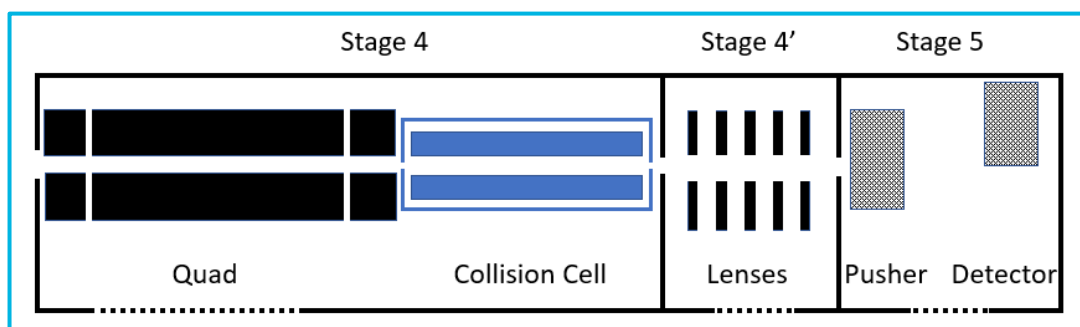 Stage 4 Stage 4’ Stage 5
Quad Collision Cell Lenses Pusher Detector